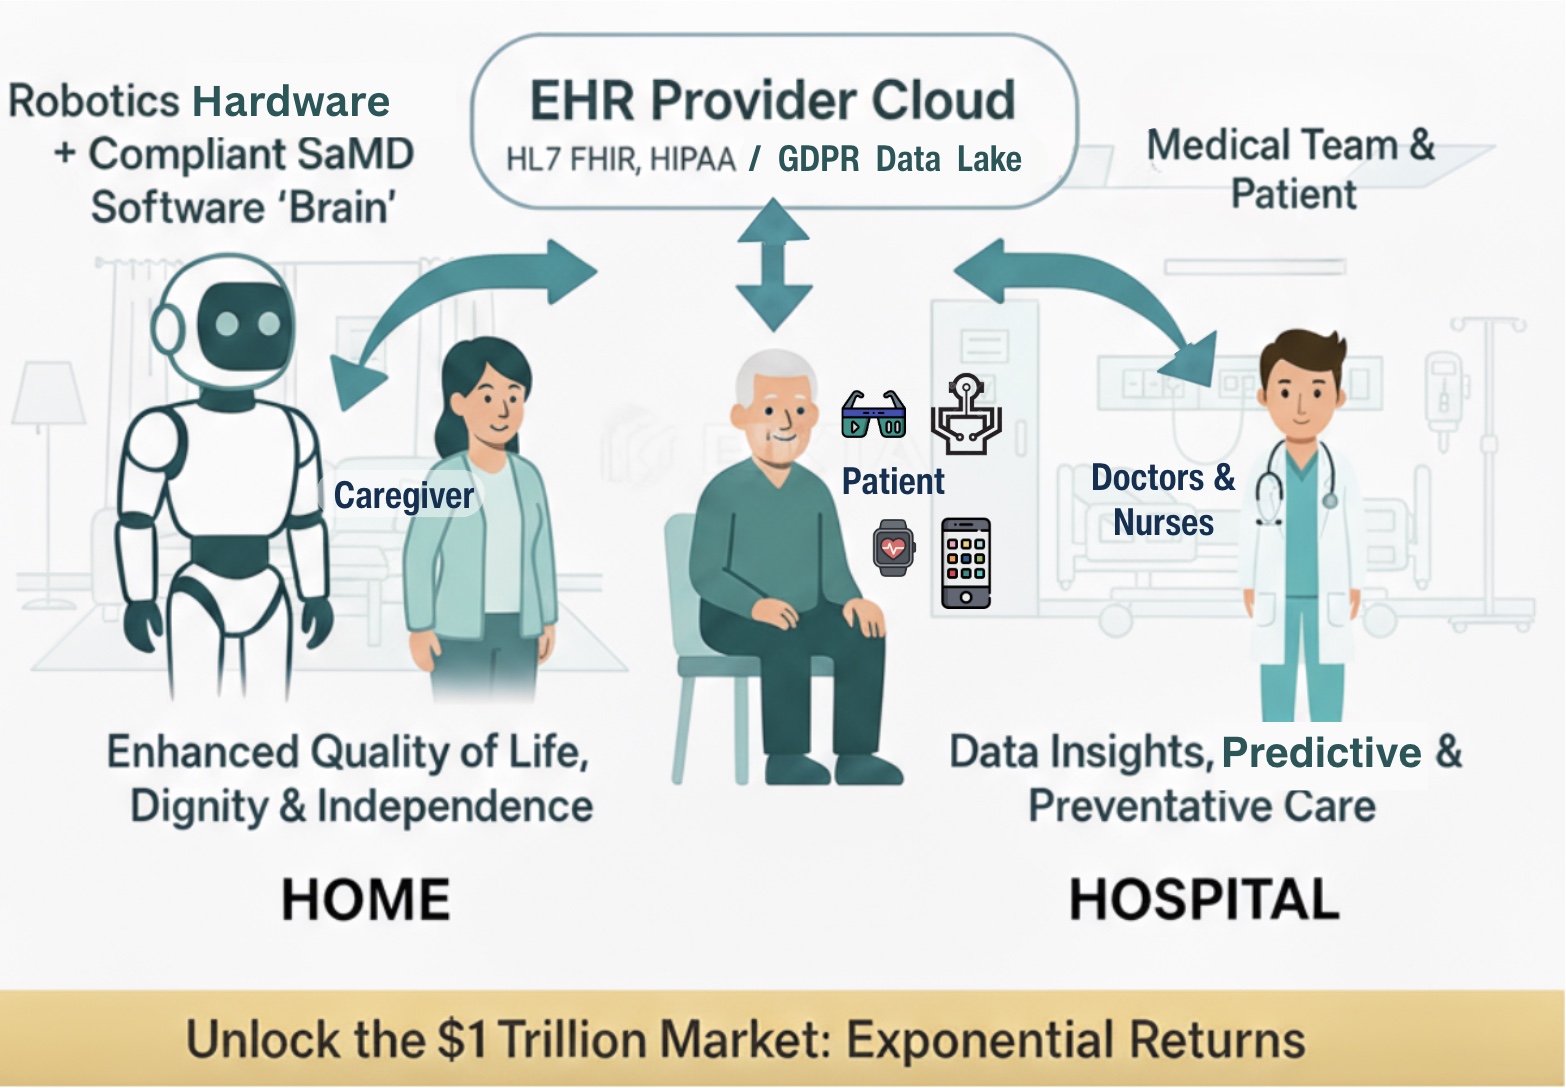 Robotics Hardware
+ Compliant SaMD
Software ‘Brain’
EHR Provider Cloud
HL7 FHIR, HIPAA / GDPR Data Lake
Medical Team &
Patient
Caregiver
Patient
Doctors &
Nurses
Enhanced Quality of Life,
Dignity & Independence
Data Insights, Predictive &
Preventative Care
HOME
HOSPITAL
Unlock the $1 Trillion Market: Exponential Returns